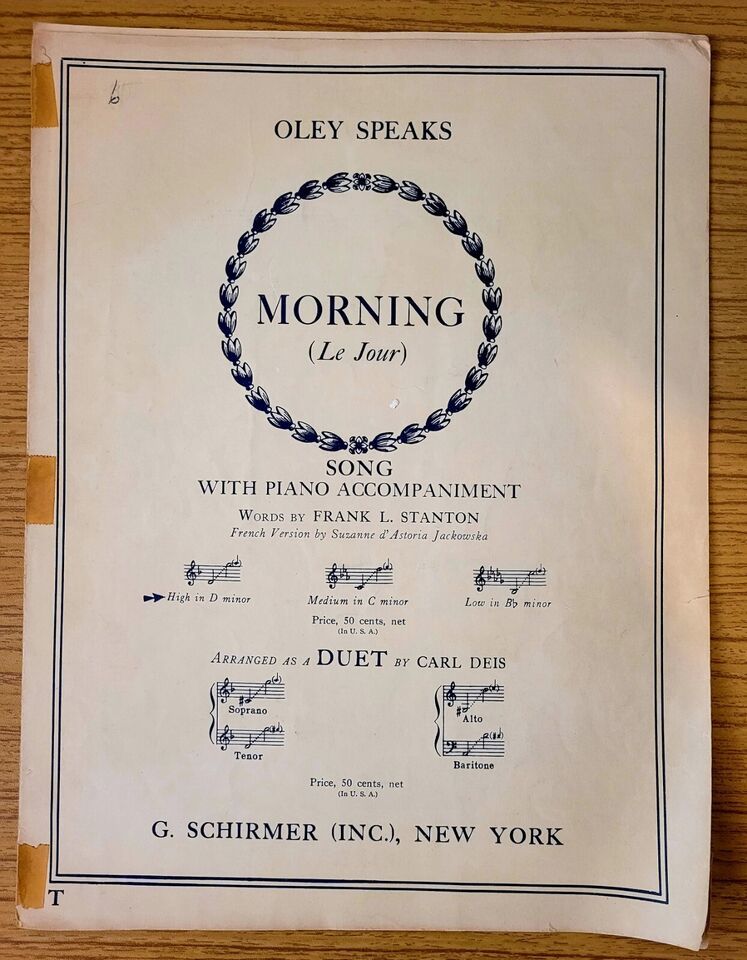 OLEY SPEAKS
MORNING
(Le Jour)
SONG
WITH PIANO ACCOMPANIMENT
WORDS BY FRANK L. STANTON
French Version by Suzanne d'Astoria Jackowska
High in D minor Medium in C minor Low in B♭ minor
Price, 50 cents, net
(In U. S. A.)
ARRANGED AS A DUET BY CARL DEIS
Soprano Alto
Tenor Baritone
Price, 50 cents, net
(In U. S. A.)
G. SCHIRMER (INC.), NEW YORK
T